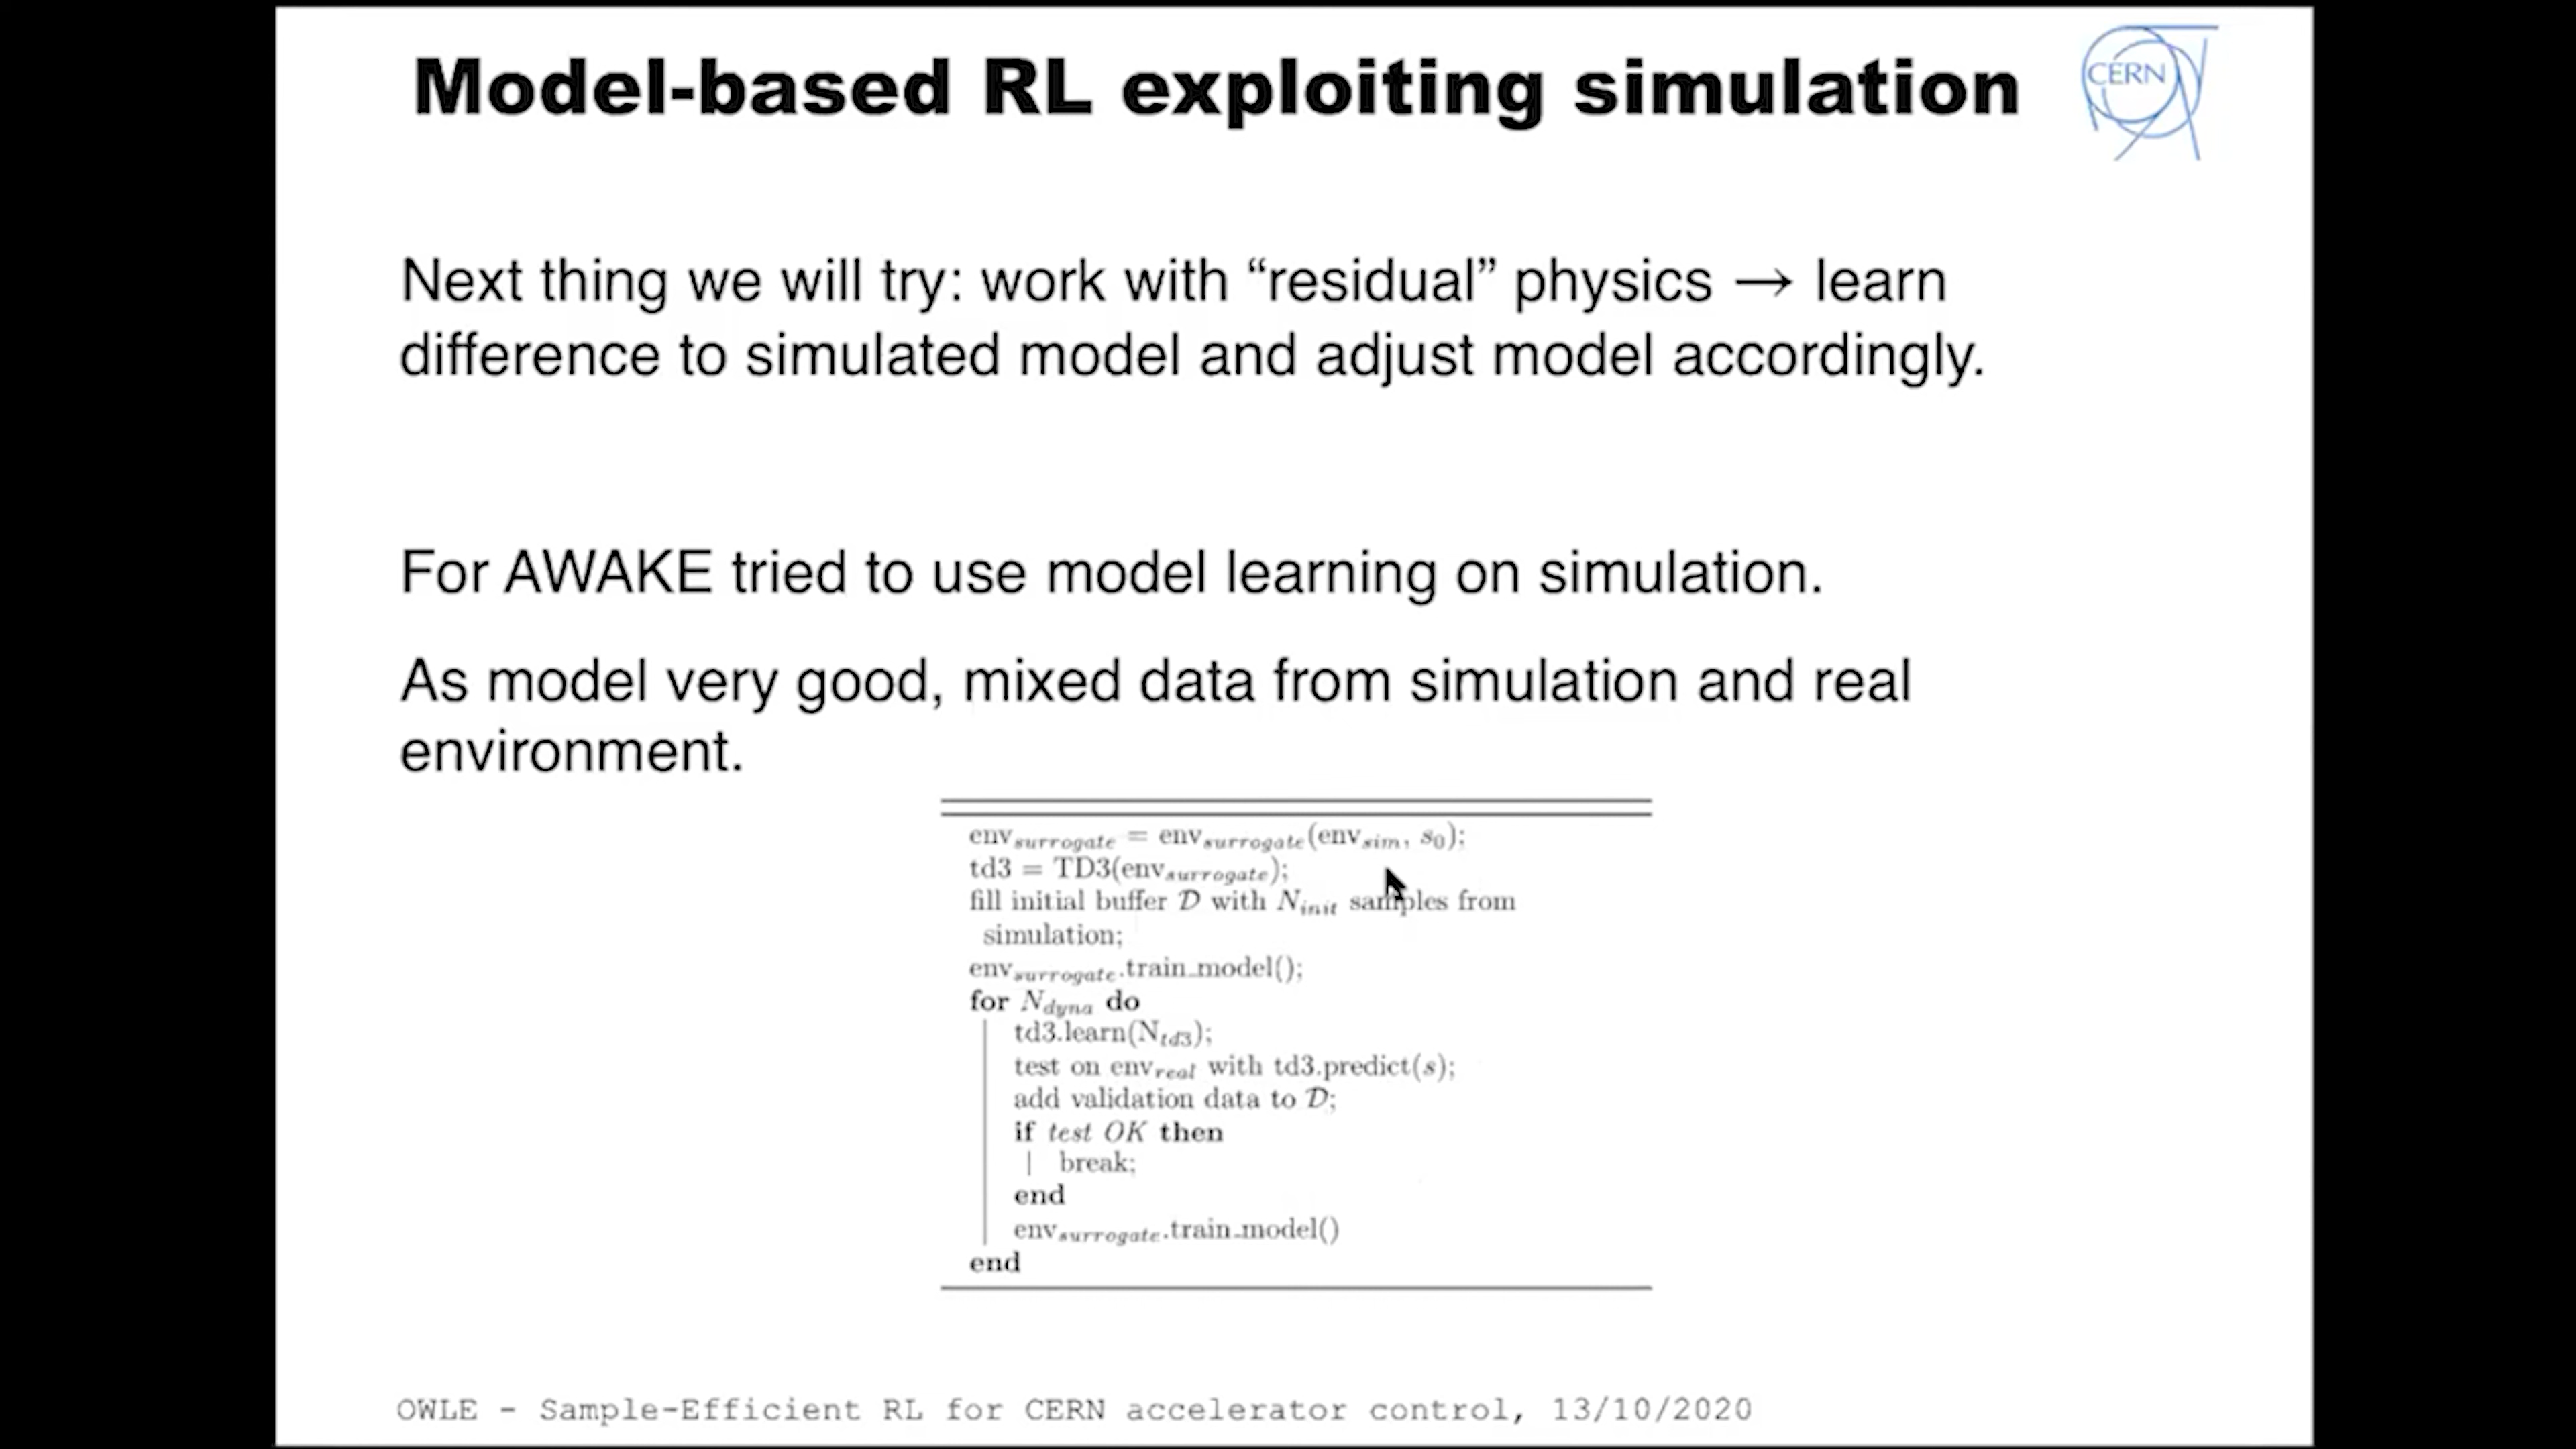 Model-based RL exploiting simulation
CERN
Next thing we will try: work with “residual” physics → learn
difference to simulated model and adjust model accordingly.
For AWAKE tried to use model learning on simulation.
As model very good, mixed data from simulation and real
environment.
env_surrogate = env_surrogate(env_sim, s_0);
td3 = TD3(env_surrogate);
fill initial buffer 𝒟 with N_init samples from
simulation;
env_surrogate.train_model();
for N_dyna do
td3.learn(N_td3);
test on env_real with td3.predict(s);
add validation data to 𝒟;
if test OK then
break;
end
env_surrogate.train_model()
end
OWLE - Sample-Efficient RL for CERN accelerator control, 13/10/2020